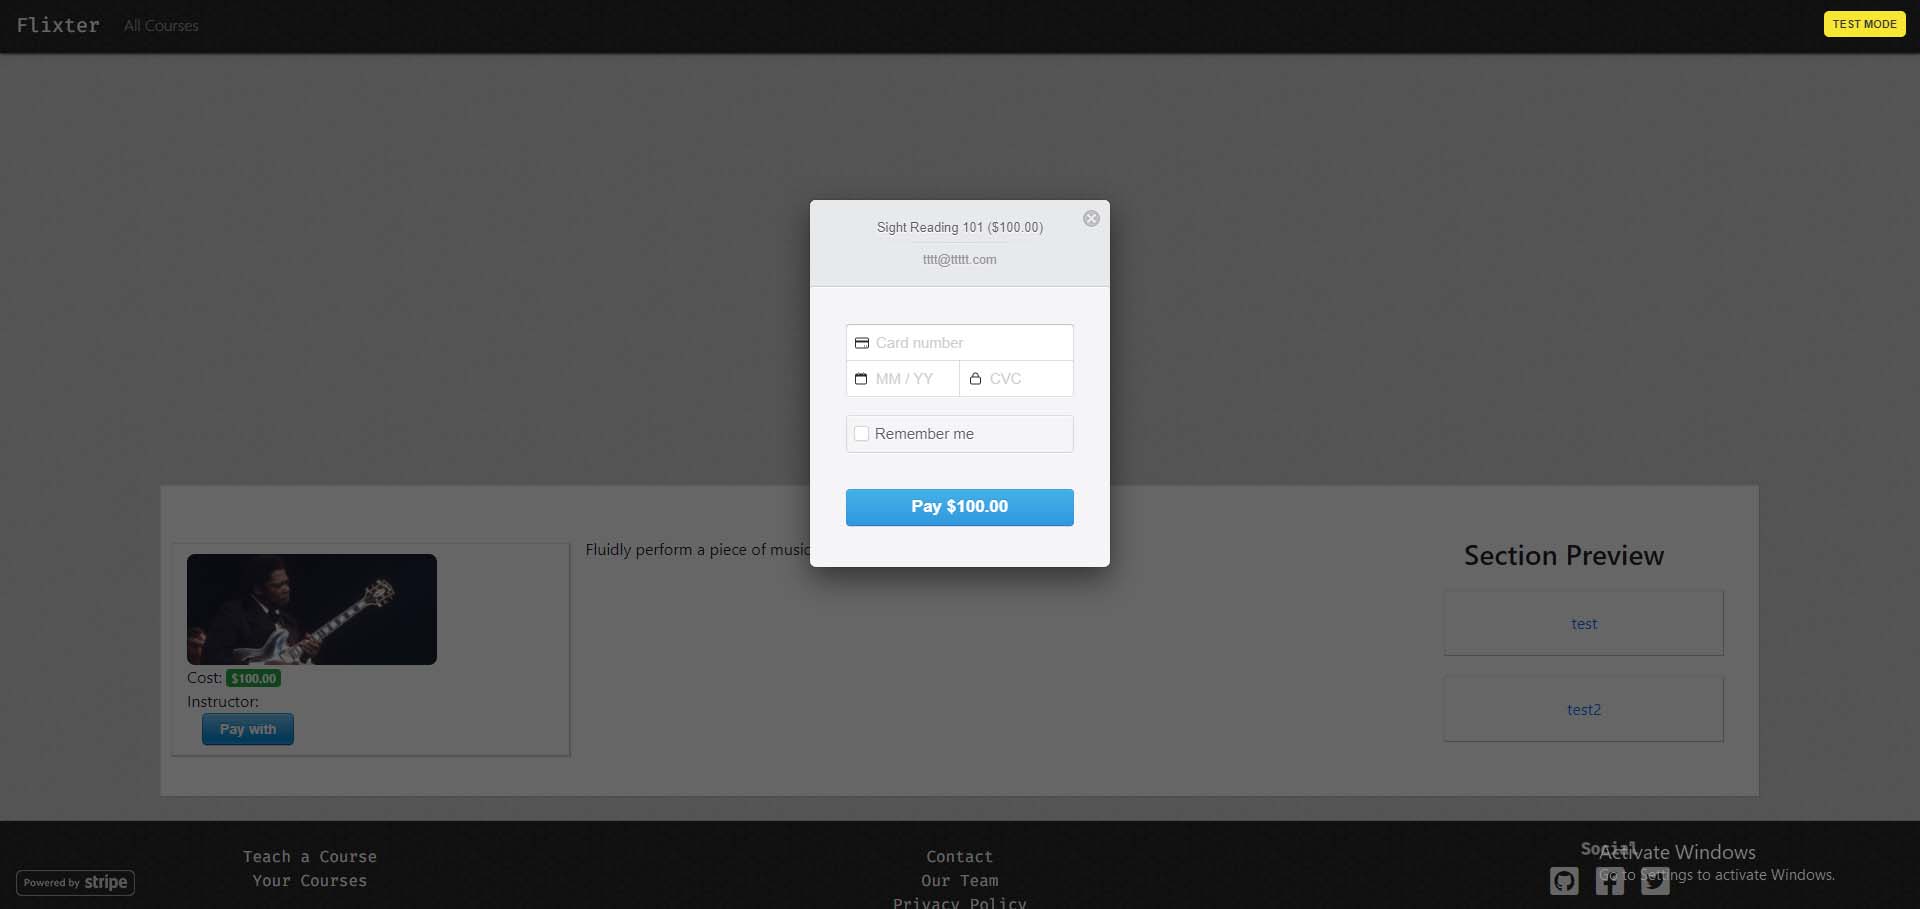 Flixter All Courses TEST MODE
Sight Reading 101 ($100.00)
tttt@ttttt.com
Card number
MM / YY CVC
Remember me
Pay $100.00
Fluidly perform a piece of music
Cost: $100.00
Instructor:
Pay with
Section Preview
test
test2
Teach a Course
Your Courses
Powered by stripe
Contact
Our Team
Privacy Policy
Social
Activate Windows
Go to Settings to activate Windows.